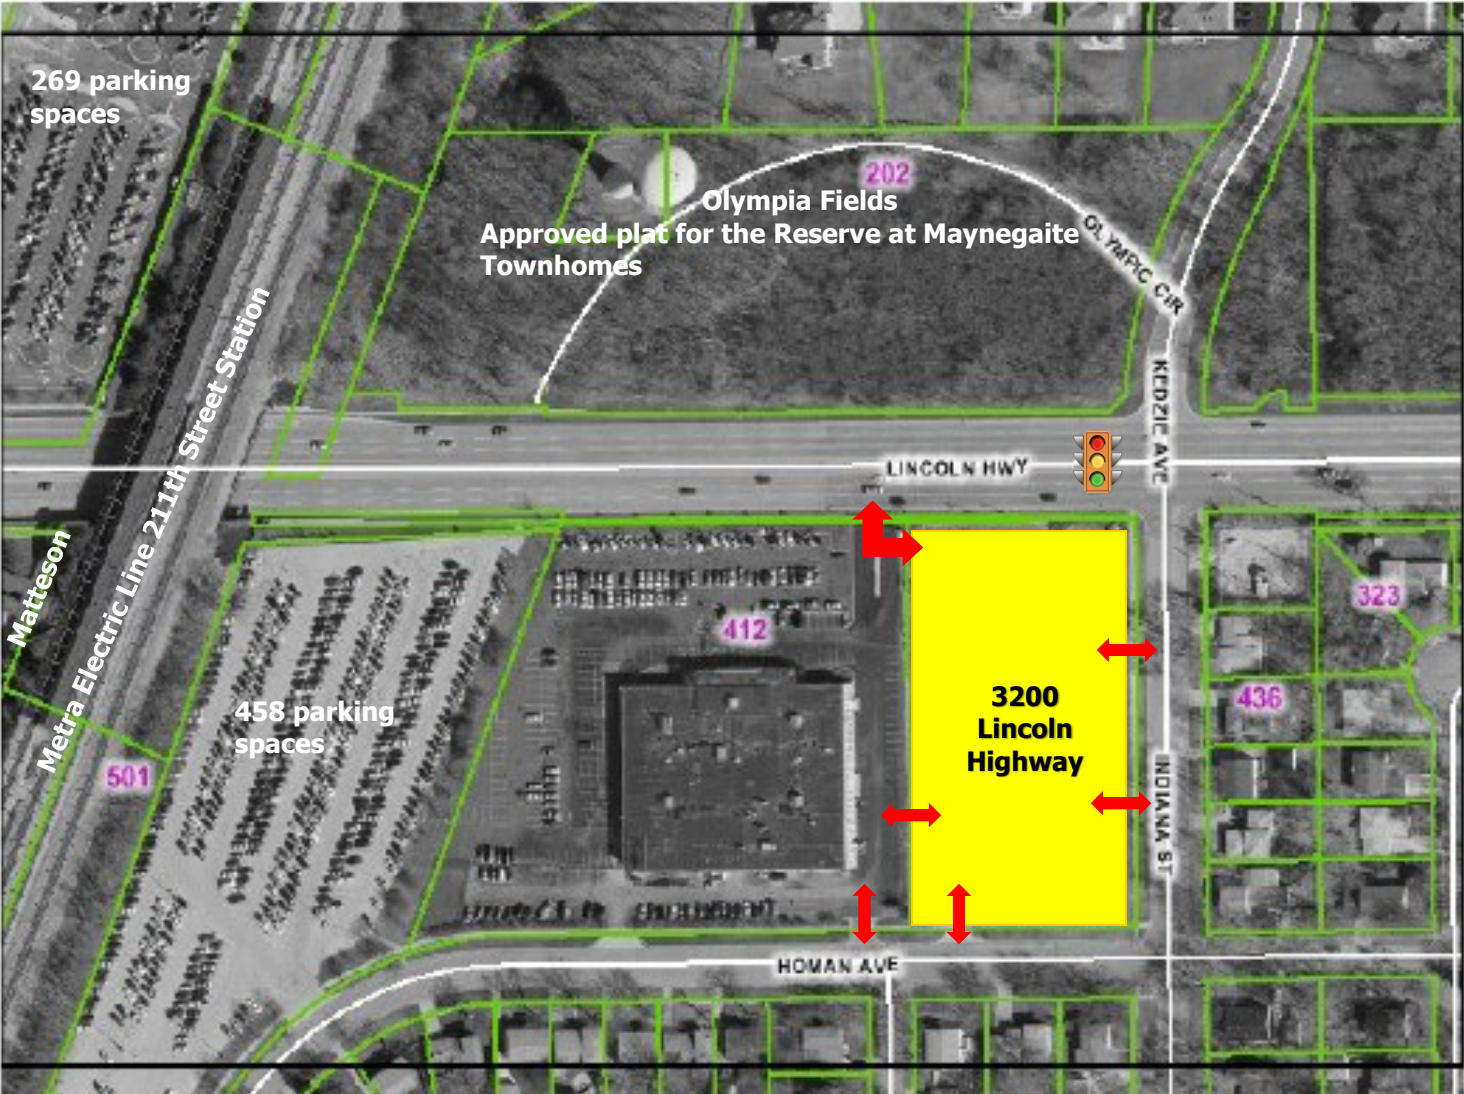 269 parking
spaces
202
Olympia Fields
Approved plat for the Reserve at Maynegaite
Townhomes
OLYMPIC CIR
KEDZIE AVE
LINCOLN HWY
Metra Electric Line 211th Street Station
Matteson
412
323
436
3200
Lincoln
Highway
458 parking
spaces
501
INDIANA ST
HOMAN AVE